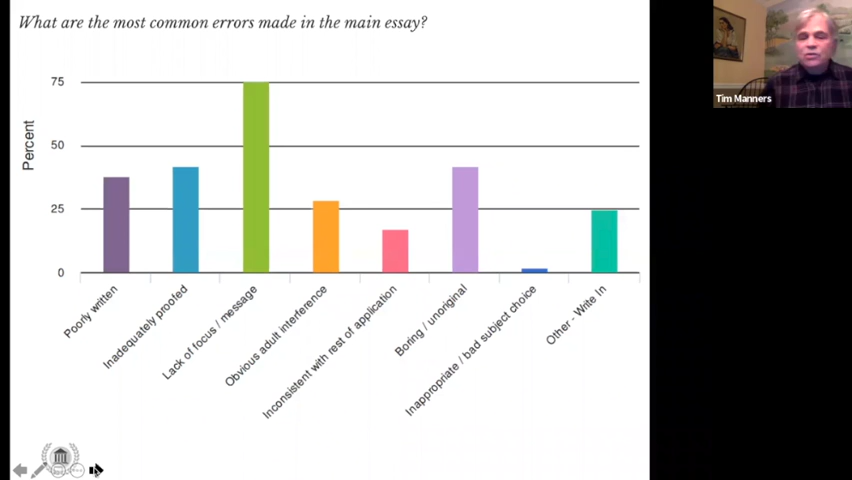 What are the most common errors made in the main essay?
75
50
25
0
Percent
Poorly written
Inadequately proofed
Lack of focus / message
Obvious adult interference
Inconsistent with rest of application
Boring / unoriginal
Inappropriate / bad subject choice
Other - Write In
Tim Manners